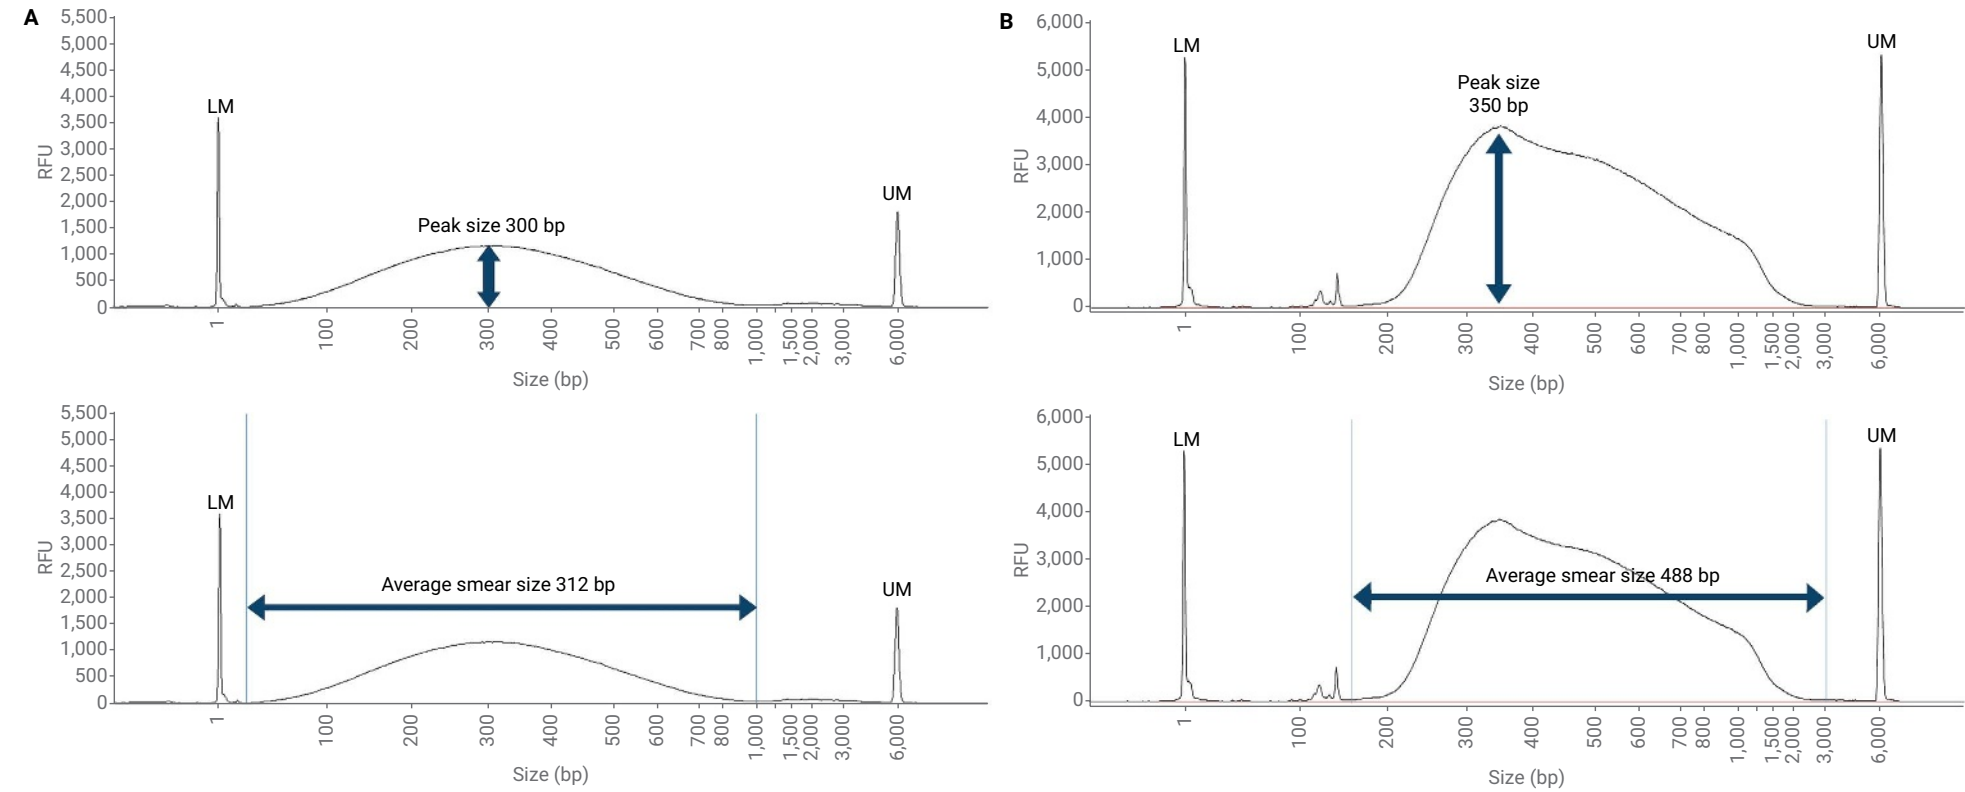 A
5,500
5,000
4,500
4,000
3,500
3,000
2,500
2,000
1,500
1,000
500
0
RFU
LM
Peak size 300 bp
UM
1 100 200 300 400 500 600 700 800 1,000 1,500 2,000 3,000 6,000
Size (bp)
5,500
5,000
4,500
4,000
3,500
3,000
2,500
2,000
1,500
1,000
500
0
RFU
LM
Average smear size 312 bp
UM
1 100 200 300 400 500 600 700 800 1,000 1,500 2,000 3,000 6,000
Size (bp)
B
6,000
5,000
4,000
3,000
2,000
1,000
0
RFU
LM
Peak size
350 bp
UM
1 100 200 300 400 500 600 700 800 1,000 1,500 2,000 3,000 6,000
Size (bp)
6,000
5,000
4,000
3,000
2,000
1,000
0
RFU
LM
Average smear size 488 bp
UM
1 100 200 300 400 500 600 700 800 1,000 1,500 2,000 3,000 6,000
Size (bp)